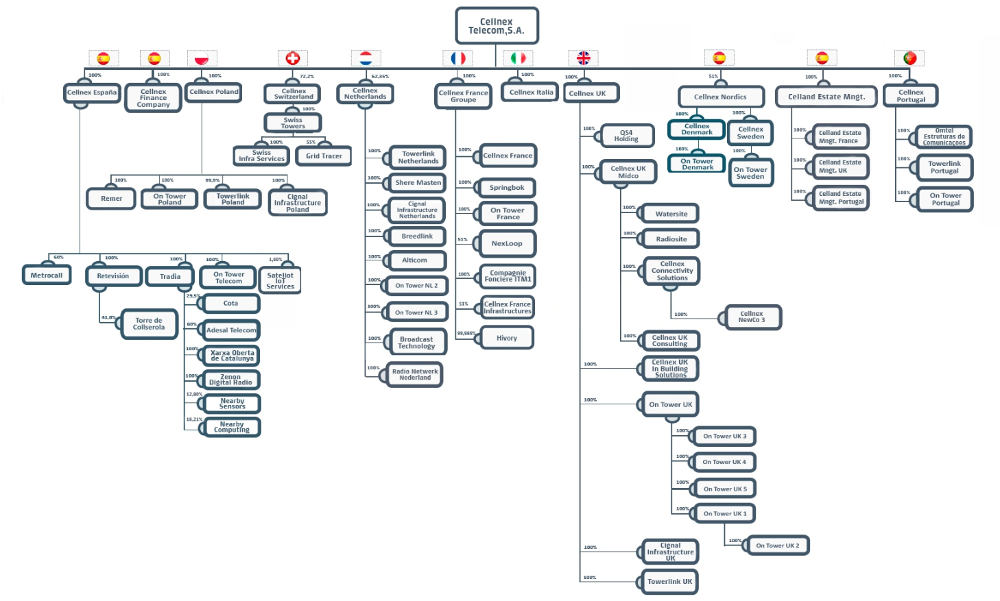 Cellnex
Telecom,S.A.
100%
100%
100%
72,2%
62,35%
100%
100%
100%
51%
100%
100%
Cellnex España
Cellnex
Finance
Company
Cellnex Poland
Cellnex
Switzerland
Cellnex
Netherlands
Cellnex France
Groupe
Cellnex Italia
Cellnex UK
Cellnex Nordics
Celland Estate Mngt.
Cellnex
Portugal
100%
Swiss
Towers
100%
Swiss
Infra Services
55%
Grid Tracer
100%
Remer
100%
On Tower
Poland
99,9%
Towerlink
Poland
100%
Cignal
Infrastructure
Poland
60%
Metrocall
100%
Retevisión
100%
Tradia
100%
On Tower
Telecom
1,60%
Sateliot
IoT
Services
41,8%
Torre de
Collserola
29,5%
Cota
60%
Adesal Telecom
100%
Xarxa Oberta
de Catalunya
100%
Zenon
Digital Radio
12,80%
Nearby
Sensors
16,21%
Nearby
Computing
100%
Towerlink
Netherlands
100%
Shere Masten
100%
Cignal
Infrastructure
Netherlands
100%
Breedlink
100%
Alticom
100%
On Tower NL 2
100%
On Tower NL 3
100%
Broadcast
Technology
100%
Radio Netwerk
Nederland
100%
Cellnex France
100%
Springbok
100%
On Tower
France
51%
NexLoop
100%
Compagnie
Fonciere ITM1
51%
Cellnex France
Infrastructures
99,989%
Hivory
100%
QS4
Holding
100%
Cellnex UK
Midco
100%
Watersite
100%
Radiosite
100%
Cellnex
Connectivity
Solutions
100%
Cellnex
NewCo 3
100%
Cellnex UK
Consulting
100%
Cellnex UK
In Building
Solutions
100%
On Tower UK
100%
On Tower UK 3
100%
On Tower UK 4
100%
On Tower UK 5
100%
On Tower UK 1
100%
On Tower UK 2
100%
Cignal
Infrastructure
UK
100%
Towerlink UK
100%
Cellnex
Denmark
100%
On Tower
Denmark
100%
Cellnex
Sweden
100%
On Tower
Sweden
100%
Celland Estate
Mngt. France
100%
Celland Estate
Mngt. UK
100%
Celland Estate
Mngt. Portugal
100%
Omtel
Estruturas de
Comunicaçoes
100%
Towerlink
Portugal
100%
On Tower
Portugal